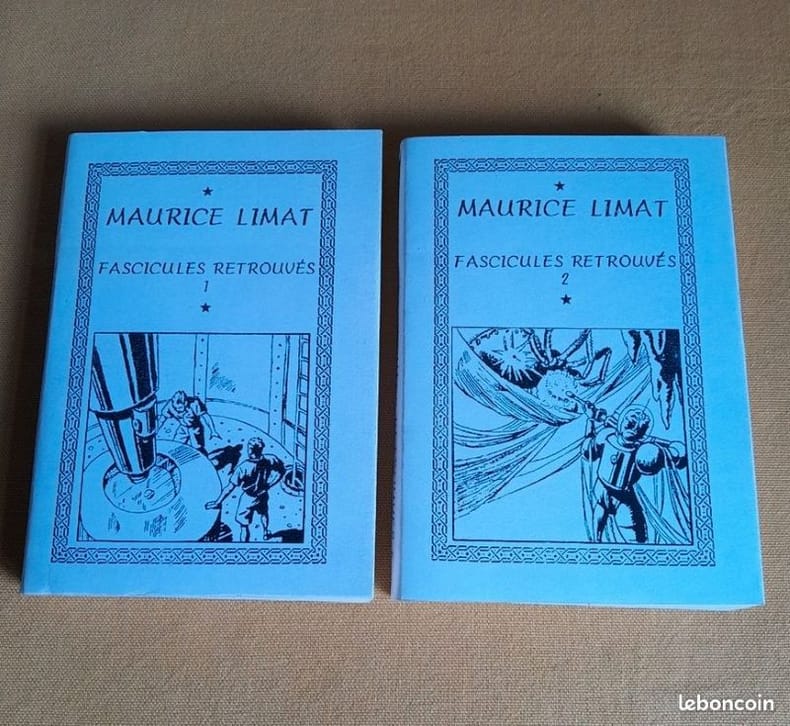 MAURICE LIMAT
FASCICULES RETROUVÉS
1
MAURICE LIMAT
FASCICULES RETROUVÉS
2
leboncoin